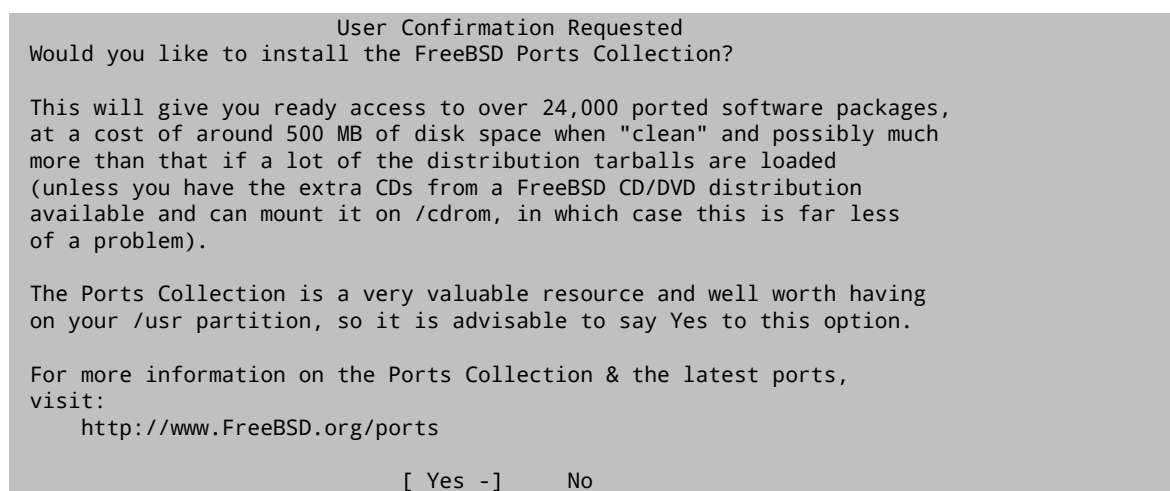 User Confirmation Requested
Would you like to install the FreeBSD Ports Collection?
This will give you ready access to over 24,000 ported software packages,
at a cost of around 500 MB of disk space when "clean" and possibly much
more than that if a lot of the distribution tarballs are loaded
(unless you have the extra CDs from a FreeBSD CD/DVD distribution
available and can mount it on /cdrom, in which case this is far less
of a problem).
The Ports Collection is a very valuable resource and well worth having
on your /usr partition, so it is advisable to say Yes to this option.
For more information on the Ports Collection & the latest ports,
visit:
http://www.FreeBSD.org/ports
[ Yes -] No